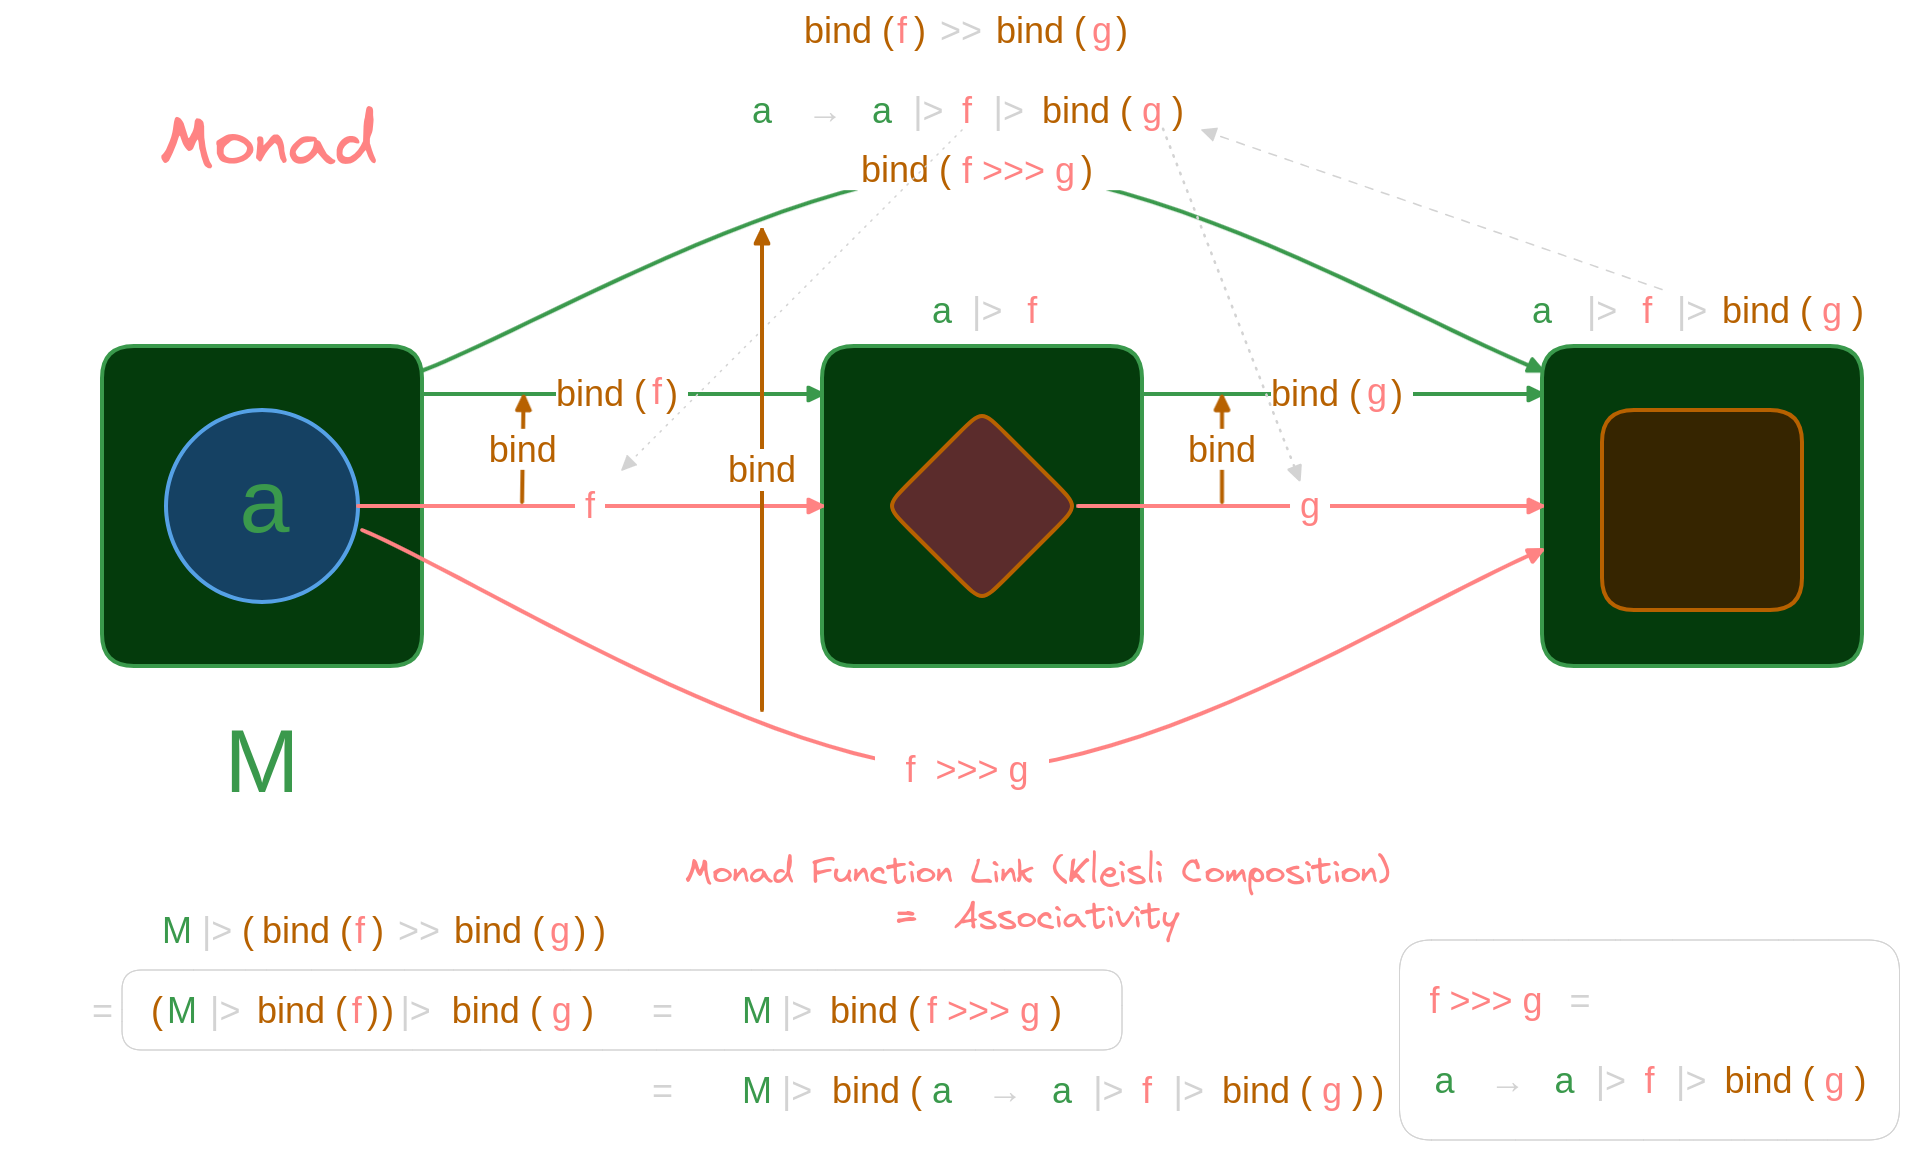 bind (f) >> bind (g)
a → a |> f |> bind ( g )
Monad
bind ( f >>> g )
a |> f
a |> f |> bind ( g )
bind (f)
bind (g)
bind
bind
bind
a
f
g
M
f >>> g
Monad Function Link (Kleisli Composition)
= Associativity
M |> ( bind (f) >> bind (g) )
= (M |> bind (f)) |> bind ( g ) = M |> bind ( f >>> g )
= M |> bind ( a → a |> f |> bind ( g ) )
f >>> g =
a → a |> f |> bind ( g )